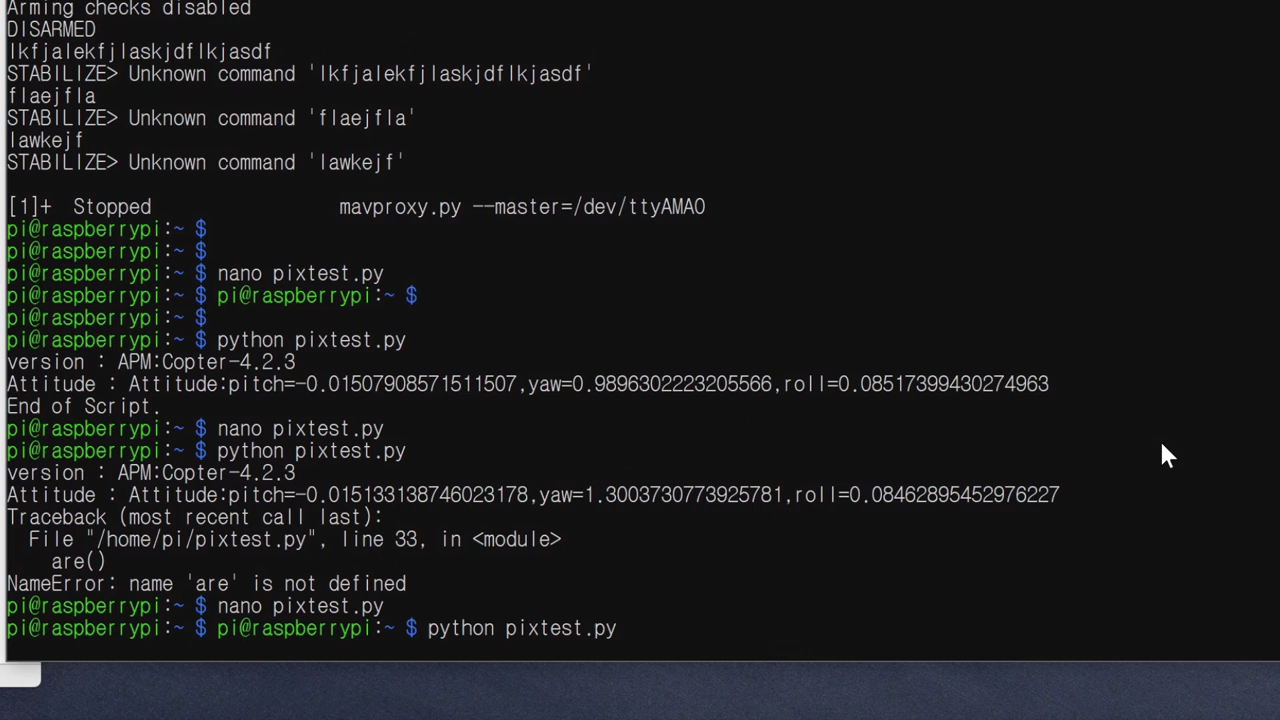 Arming checks disabled
DISARMED
lkfjalekfjlaskjdflkjasdf
STABILIZE> Unknown command 'lkfjalekfjlaskjdflkjasdf'
flaejfla
STABILIZE> Unknown command 'flaejfla'
lawkejf
STABILIZE> Unknown command 'lawkejf'
[1]+  Stopped                 mavproxy.py --master=/dev/ttyAMA0
pi@raspberrypi:~ $
pi@raspberrypi:~ $
pi@raspberrypi:~ $ nano pixtest.py
pi@raspberrypi:~ $ pi@raspberrypi:~ $
pi@raspberrypi:~ $
pi@raspberrypi:~ $ python pixtest.py
version : APM:Copter-4.2.3
Attitude : Attitude:pitch=-0.01507908571511507,yaw=0.9896302223205566,roll=0.08517399430274963
End of Script.
pi@raspberrypi:~ $ nano pixtest.py
pi@raspberrypi:~ $ python pixtest.py
version : APM:Copter-4.2.3
Attitude : Attitude:pitch=-0.015133138746023178,yaw=1.3003730773925781,roll=0.08462895452976227
Traceback (most recent call last):
  File "/home/pi/pixtest.py", line 33, in <module>
    are()
NameError: name 'are' is not defined
pi@raspberrypi:~ $ nano pixtest.py
pi@raspberrypi:~ $ pi@raspberrypi:~ $ python pixtest.py